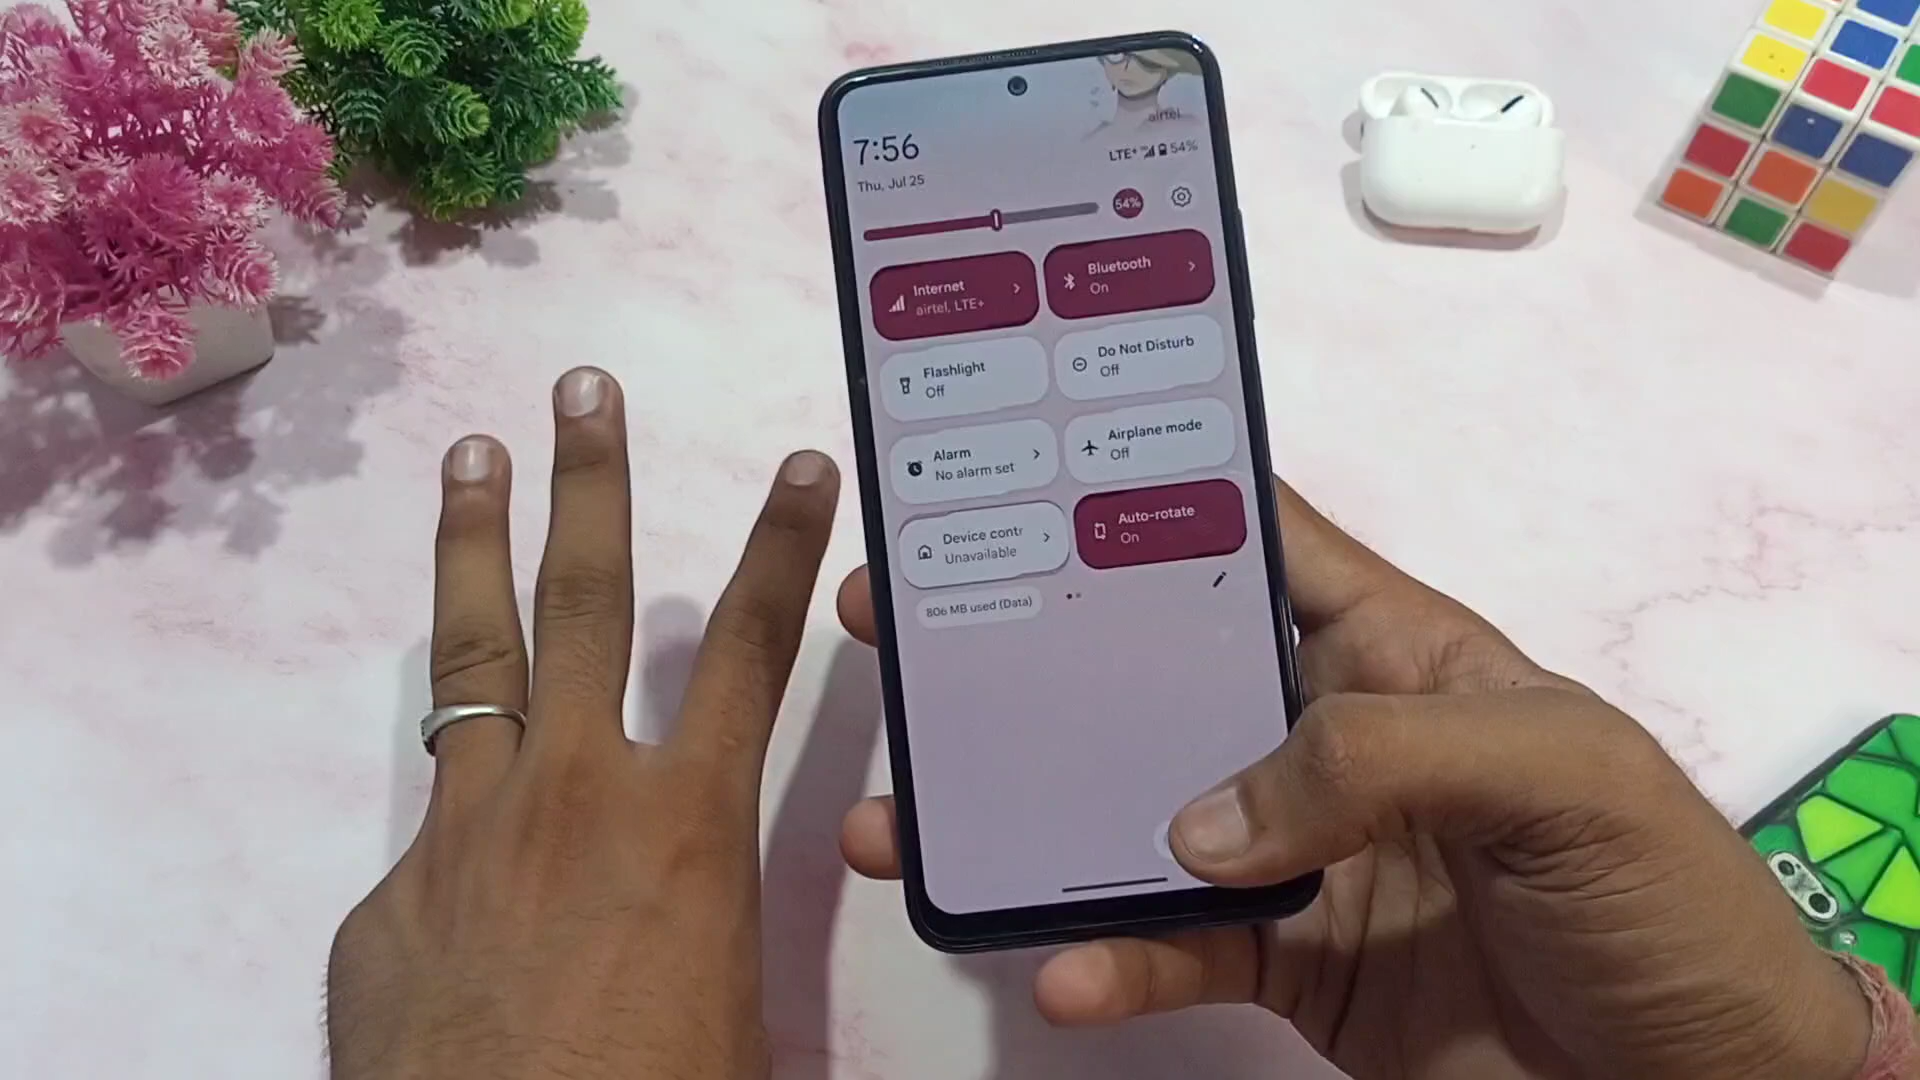 airtel
7:56
LTE+ 54%
Thu, Jul 25
54%
Internet
airtel, LTE+
Bluetooth
On
Flashlight
Off
Do Not Disturb
Off
Alarm
No alarm set
Airplane mode
Off
Device contr
Unavailable
Auto-rotate
On
806 MB used (Data)